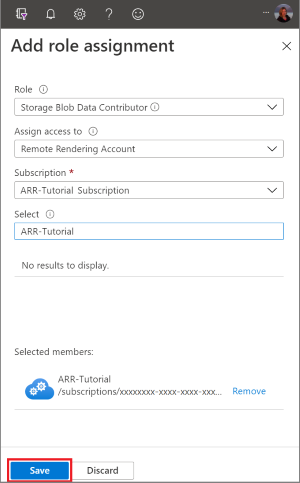 Add role assignment
Role
Storage Blob Data Contributor
Assign access to
Remote Rendering Account
Subscription *
ARR-Tutorial Subscription
Select
ARR-Tutorial
No results to display.
Selected members:
ARR-Tutorial
/subscriptions/xxxxxxxx-xxxx-xxxx-xxx...
Remove
Save Discard